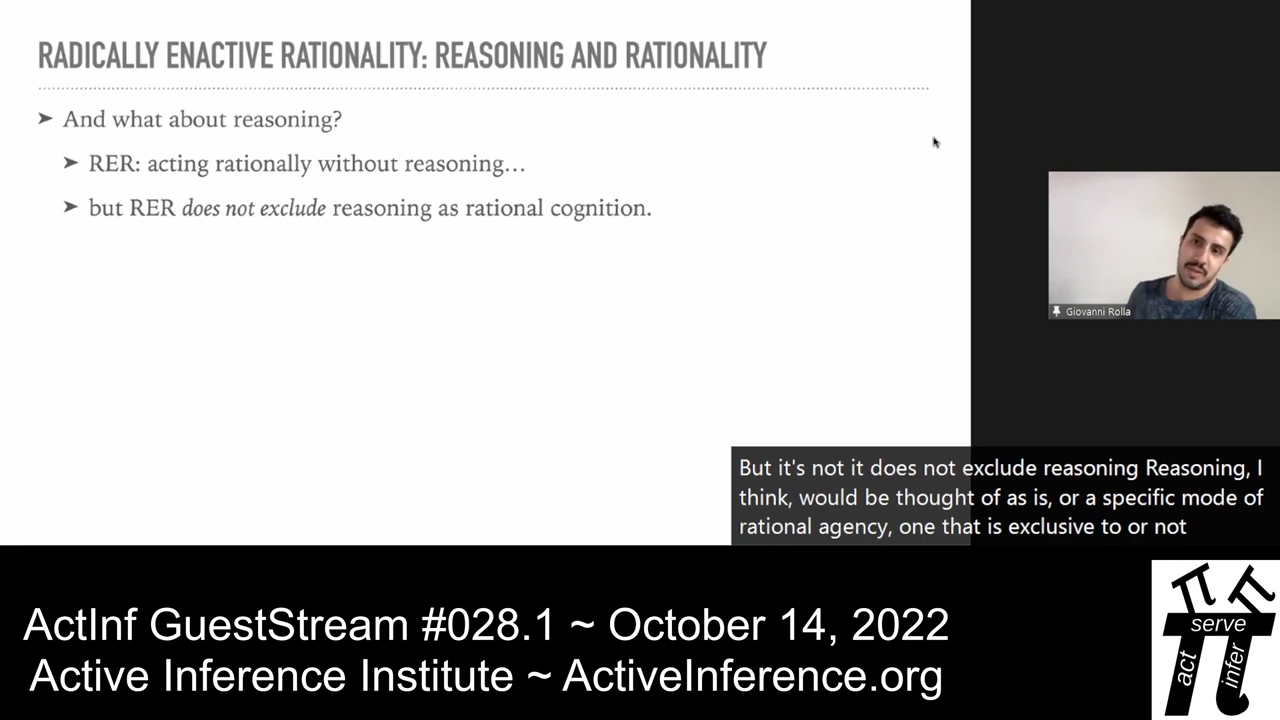 RADICALLY ENACTIVE RATIONALITY: REASONING AND RATIONALITY
➤ And what about reasoning?
➤ RER: acting rationally without reasoning…
➤ but RER does not exclude reasoning as rational cognition.
Giovanni Rolla
But it's not it does not exclude reasoning Reasoning, I
think, would be thought of as is, or a specific mode of
rational agency, one that is exclusive to or not
ActInf GuestStream #028.1 ~ October 14, 2022
Active Inference Institute ~ ActiveInference.org
serve
act
infer